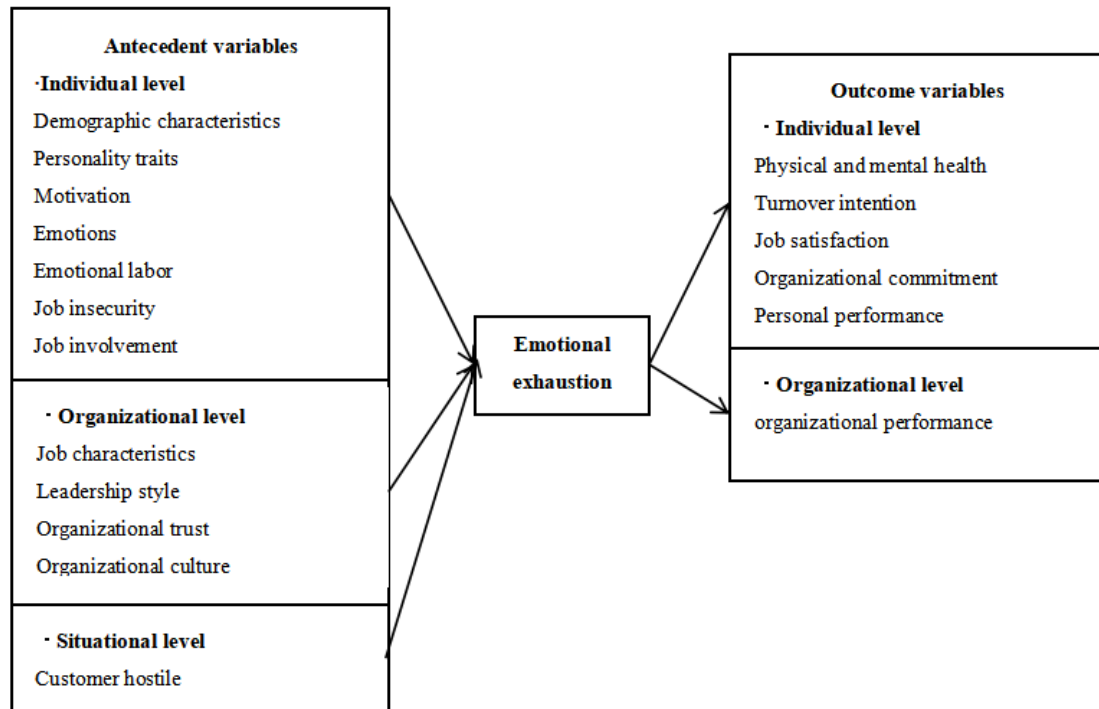 Antecedent variables
·Individual level
Demographic characteristics
Personality traits
Motivation
Emotions
Emotional labor
Job insecurity
Job involvement
· Organizational level
Job characteristics
Leadership style
Organizational trust
Organizational culture
· Situational level
Customer hostile
Emotional
exhaustion
Outcome variables
· Individual level
Physical and mental health
Turnover intention
Job satisfaction
Organizational commitment
Personal performance
· Organizational level
organizational performance